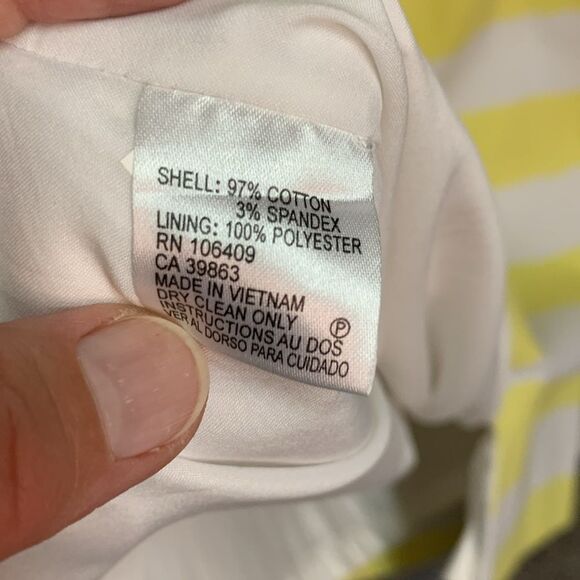 SHELL: 97% COTTON
3% SPANDEX
LINING: 100% POLYESTER
RN 106409
CA 39863
MADE IN VIETNAM
DRY CLEAN ONLY
Ⓟ
INSTRUCTIONS AU DOS
VER AL DORSO PARA CUIDADO